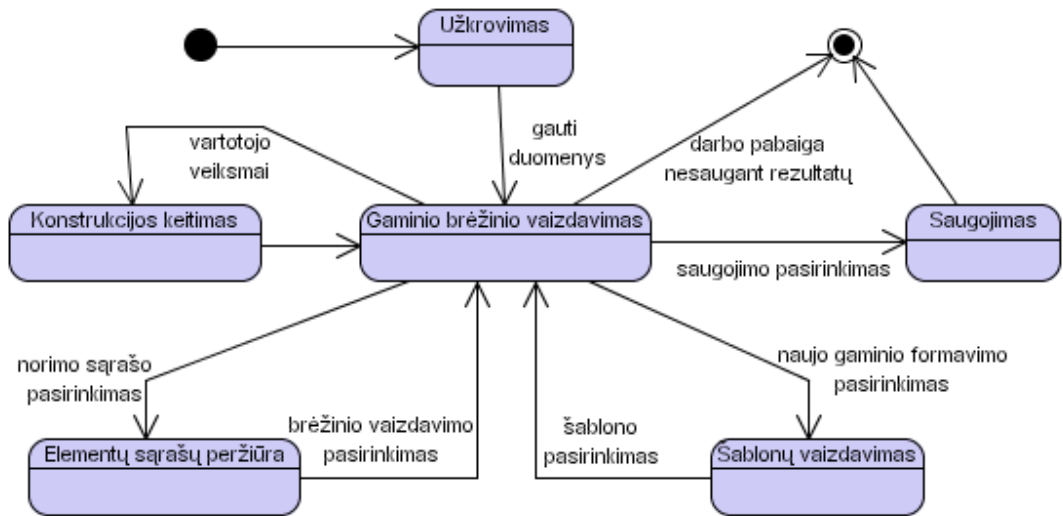 Užkrovimas
gauti
duomenys
vartotojo
veiksmai
darbo pabaiga
nesaugant rezultatų
Konstrukcijos keitimas
Gaminio brėžinio vaizdavimas
Saugojimas
saugojimo pasirinkimas
norimo sąrašo
pasirinkimas
brėžinio vaizdavimo
pasirinkimas
šablono
pasirinkimas
naujo gaminio formavimo
pasirinkimas
Elementų sąrašų peržiūra
Šablonų vaizdavimas